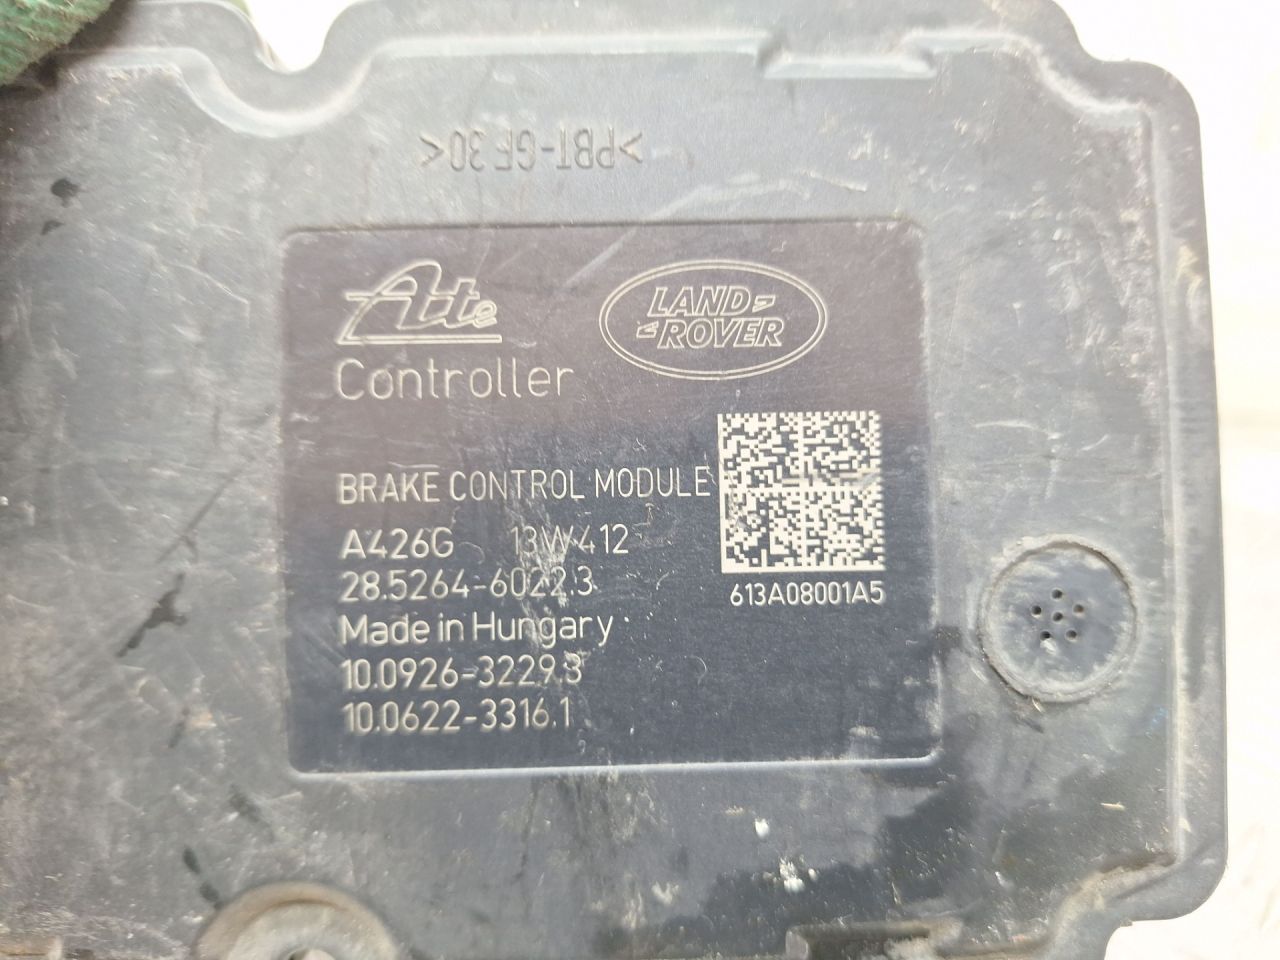 >PBT-GF30<
Ate
LAND
ROVER
Controller
BRAKE CONTROL MODULE
A426G 13W412
28.5264-6022.3
613A08001A5
Made in Hungary
10.0926-3229.3
10.0622-3316.1